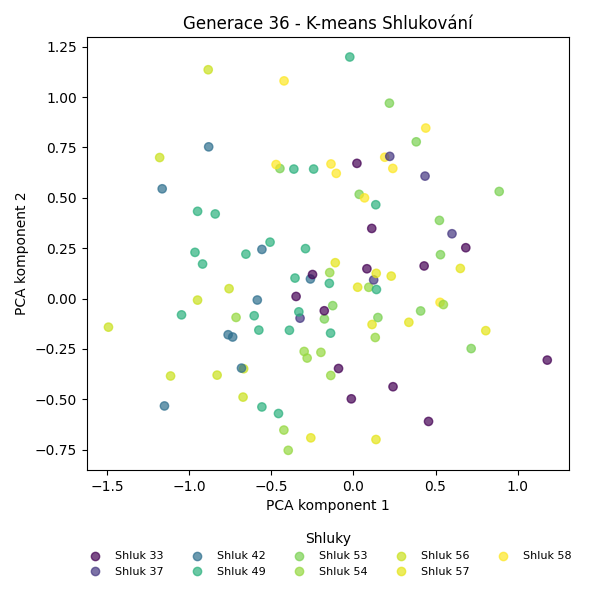 Generace 36 - K-means Shlukování
PCA komponent 2
1.25
1.00
0.75
0.50
0.25
0.00
−0.25
−0.50
−0.75
−1.5 −1.0 −0.5 0.0 0.5 1.0
PCA komponent 1
Shluky
Shluk 33 Shluk 42 Shluk 53 Shluk 56 Shluk 58
Shluk 37 Shluk 49 Shluk 54 Shluk 57